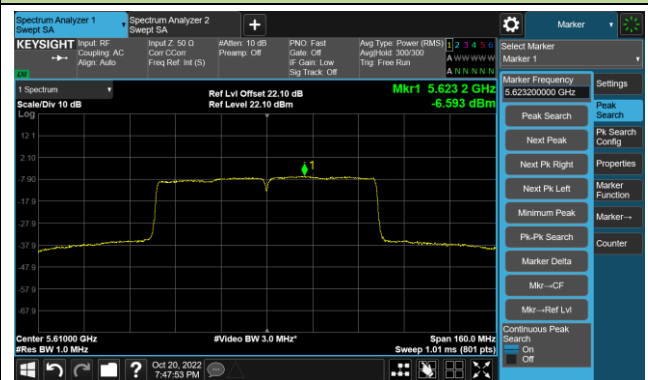 Spectrum Analyzer 1
Swept SA
Spectrum Analyzer 2
Swept SA
+
Marker
KEYSIGHT
Input: RF
Coupling: AC
Align: Auto
Input Z: 50 Ω
Corr CCorr
Freq Ref: Int (S)
#Atten: 10 dB
Preamp: Off
PNO: Fast
Gate: Off
IF Gain: Low
Sig Track: Off
Avg Type: Power (RMS)
Avg|Hold: 300/300
Trig: Free Run
1 2 3 4 5 6
A W W W W W
A N N N N N
Select Marker
Marker 1
1 Spectrum
Scale/Div 10 dB
Log
Ref Lvl Offset 22.10 dB
Ref Level 22.10 dBm
Mkr1 5.623 2 GHz
-6.593 dBm
12.1
2.10
-7.90
-17.9
-27.9
-37.9
-47.9
-57.9
-67.9
1
Center 5.61000 GHz
#Res BW 1.0 MHz
#Video BW 3.0 MHz*
Span 160.0 MHz
Sweep 1.01 ms (801 pts)
Marker Frequency
5.623200000 GHz
Peak Search
Next Peak
Next Pk Right
Next Pk Left
Minimum Peak
Pk-Pk Search
Marker Delta
Mkr→CF
Mkr→Ref Lvl
Continuous Peak
Search
On
Off
Settings
Peak
Search
Pk Search
Config
Properties
Marker
Function
Marker→
Counter
?
Oct 20, 2022
7:47:53 PM